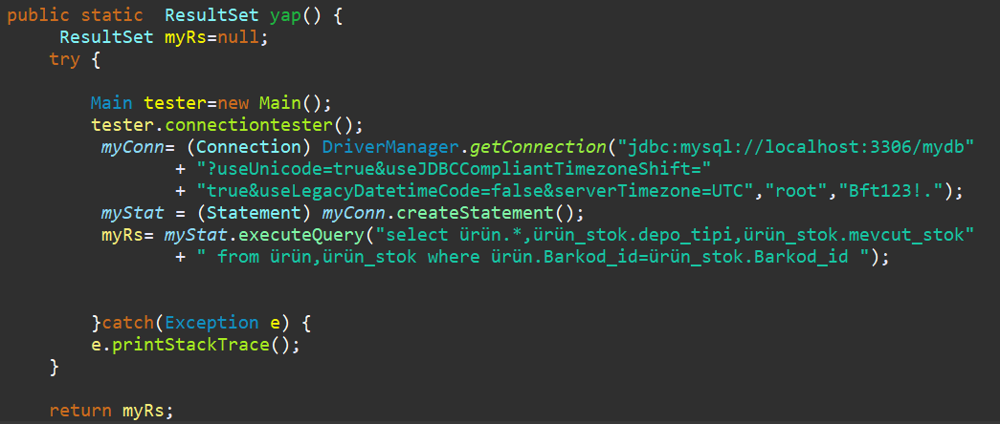 public static  ResultSet yap() {
     ResultSet myRs=null;
    try {
        Main tester=new Main();
        tester.connectiontester();
         myConn= (Connection) DriverManager.getConnection("jdbc:mysql://localhost:3306/mydb"
                + "?useUnicode=true&useJDBCCompliantTimezoneShift="
                + "true&useLegacyDatetimeCode=false&serverTimezone=UTC","root","Bft123!.");
         myStat = (Statement) myConn.createStatement();
         myRs= myStat.executeQuery("select ürün.*,ürün_stok.depo_tipi,ürün_stok.mevcut_stok"
                + " from ürün,ürün_stok where ürün.Barkod_id=ürün_stok.Barkod_id ");
        }catch(Exception e) {
        e.printStackTrace();
    }
    return myRs;